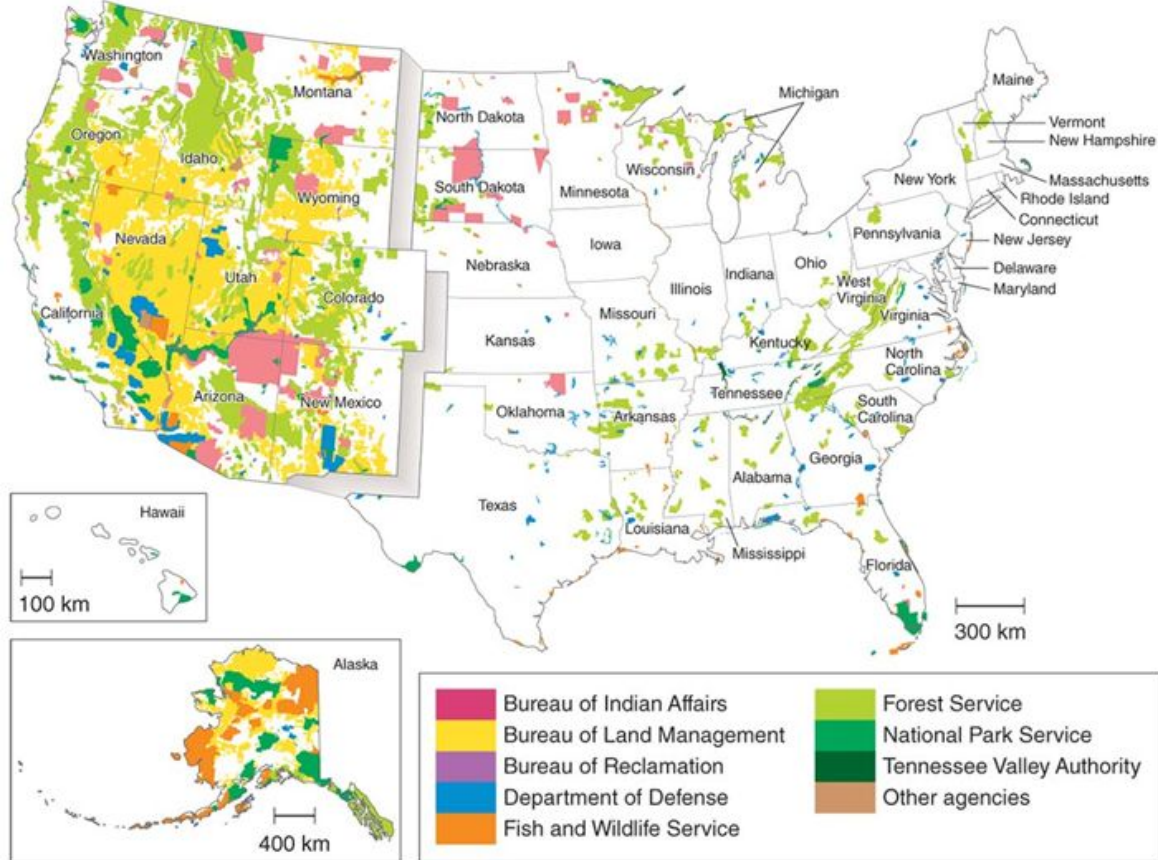 Washington
Montana
Oregon
Idaho
Wyoming
Nevada
Utah
Colorado
California
Arizona
New Mexico
North Dakota
South Dakota
Nebraska
Kansas
Oklahoma
Texas
Minnesota
Iowa
Missouri
Arkansas
Louisiana
Wisconsin
Michigan
Illinois
Indiana
Ohio
Kentucky
Tennessee
Mississippi
Alabama
Georgia
Florida
South
Carolina
North
Carolina
Virginia
West
Virginia
Pennsylvania
New York
Maine
Vermont
New Hampshire
Massachusetts
Rhode Island
Connecticut
New Jersey
Delaware
Maryland
Hawaii
100 km
300 km
Alaska
400 km
Bureau of Indian Affairs
Bureau of Land Management
Bureau of Reclamation
Department of Defense
Fish and Wildlife Service
Forest Service
National Park Service
Tennessee Valley Authority
Other agencies